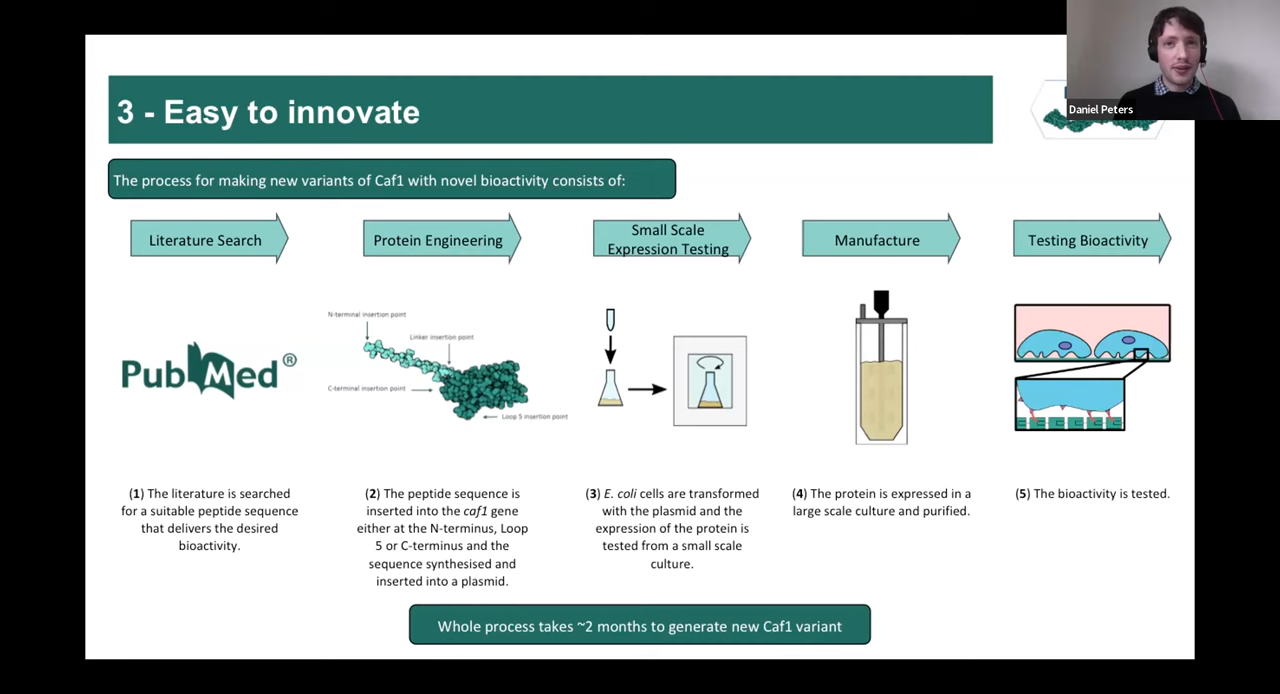 3 - Easy to innovate
Daniel Peters
The process for making new variants of Caf1 with novel bioactivity consists of:
Literature Search
Protein Engineering
Small Scale
Expression Testing
Manufacture
Testing Bioactivity
PubMed®
N-terminal insertion point
Linker insertion point
C-terminal insertion point
Loop 5 insertion point
(1) The literature is searched
for a suitable peptide sequence
that delivers the desired
bioactivity.
(2) The peptide sequence is
inserted into the caf1 gene
either at the N-terminus, Loop
5 or C-terminus and the
sequence synthesised and
inserted into a plasmid.
(3) E. coli cells are transformed
with the plasmid and the
expression of the protein is
tested from a small scale
culture.
(4) The protein is expressed in a
large scale culture and purified.
(5) The bioactivity is tested.
Whole process takes ~2 months to generate new Caf1 variant